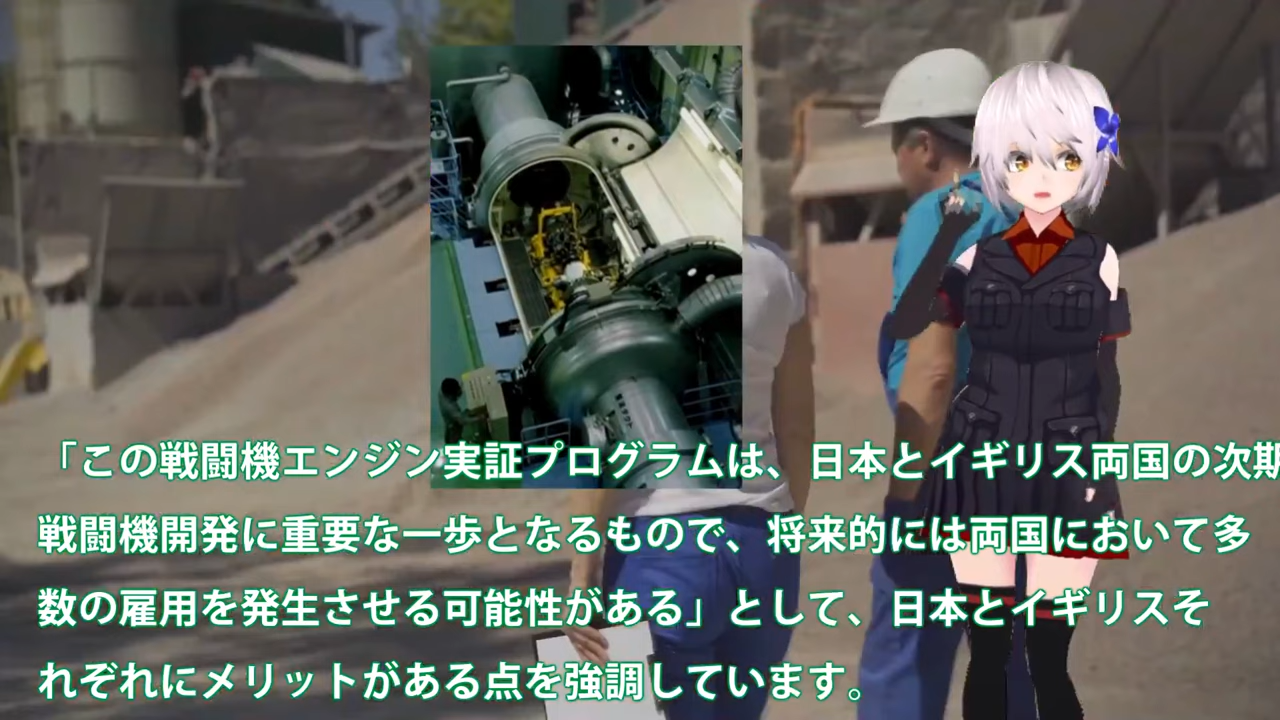 「この戦闘機エンジン実証プログラムは、日本とイギリス両国の次期
戦闘機開発に重要な一歩となるもので、将来的には両国において多
数の雇用を発生させる可能性がある」として、日本とイギリスそ
れぞれにメリットがある点を強調しています。